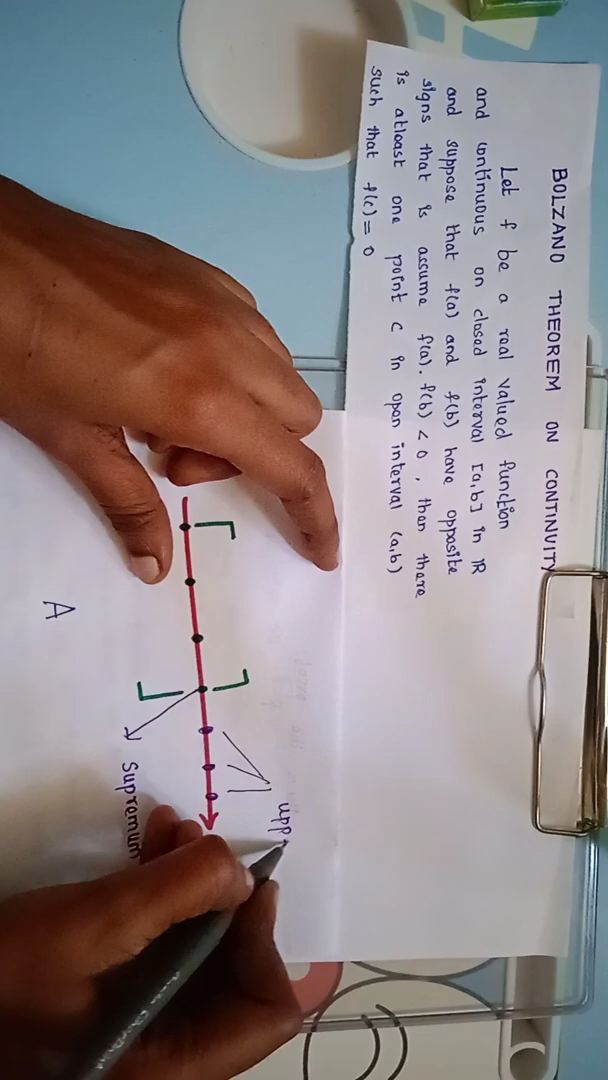 BOLZANO THEOREM ON CONTINUITY
Let f be a real valued function
and continuous on closed interval [a,b] in IR
and suppose that f(a) and f(b) have opposite
signs that is assume f(a).f(b) < 0, then there
is atleast one point c in open interval (a,b)
such that f(c) = 0
upp
Supremum
A